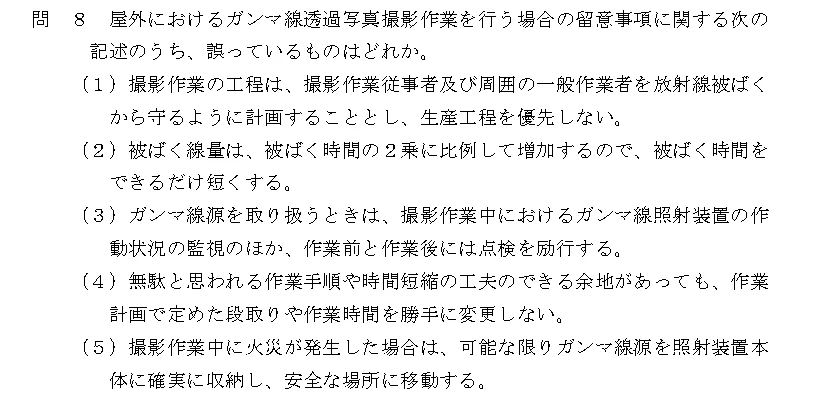 問　８　屋外におけるガンマ線透過写真撮影作業を行う場合の留意事項に関する次の
記述のうち、誤っているものはどれか。
（１）撮影作業の工程は、撮影作業従事者及び周囲の一般作業者を放射線被ばく
から守るように計画することとし、生産工程を優先しない。
（２）被ばく線量は、被ばく時間の２乗に比例して増加するので、被ばく時間を
できるだけ短くする。
（３）ガンマ線源を取り扱うときは、撮影作業中におけるガンマ線照射装置の作
動状況の監視のほか、作業前と作業後には点検を励行する。
（４）無駄と思われる作業手順や時間短縮の工夫のできる余地があっても、作業
計画で定めた段取りや作業時間を勝手に変更しない。
（５）撮影作業中に火災が発生した場合は、可能な限りガンマ線源を照射装置本
体に確実に収納し、安全な場所に移動する。